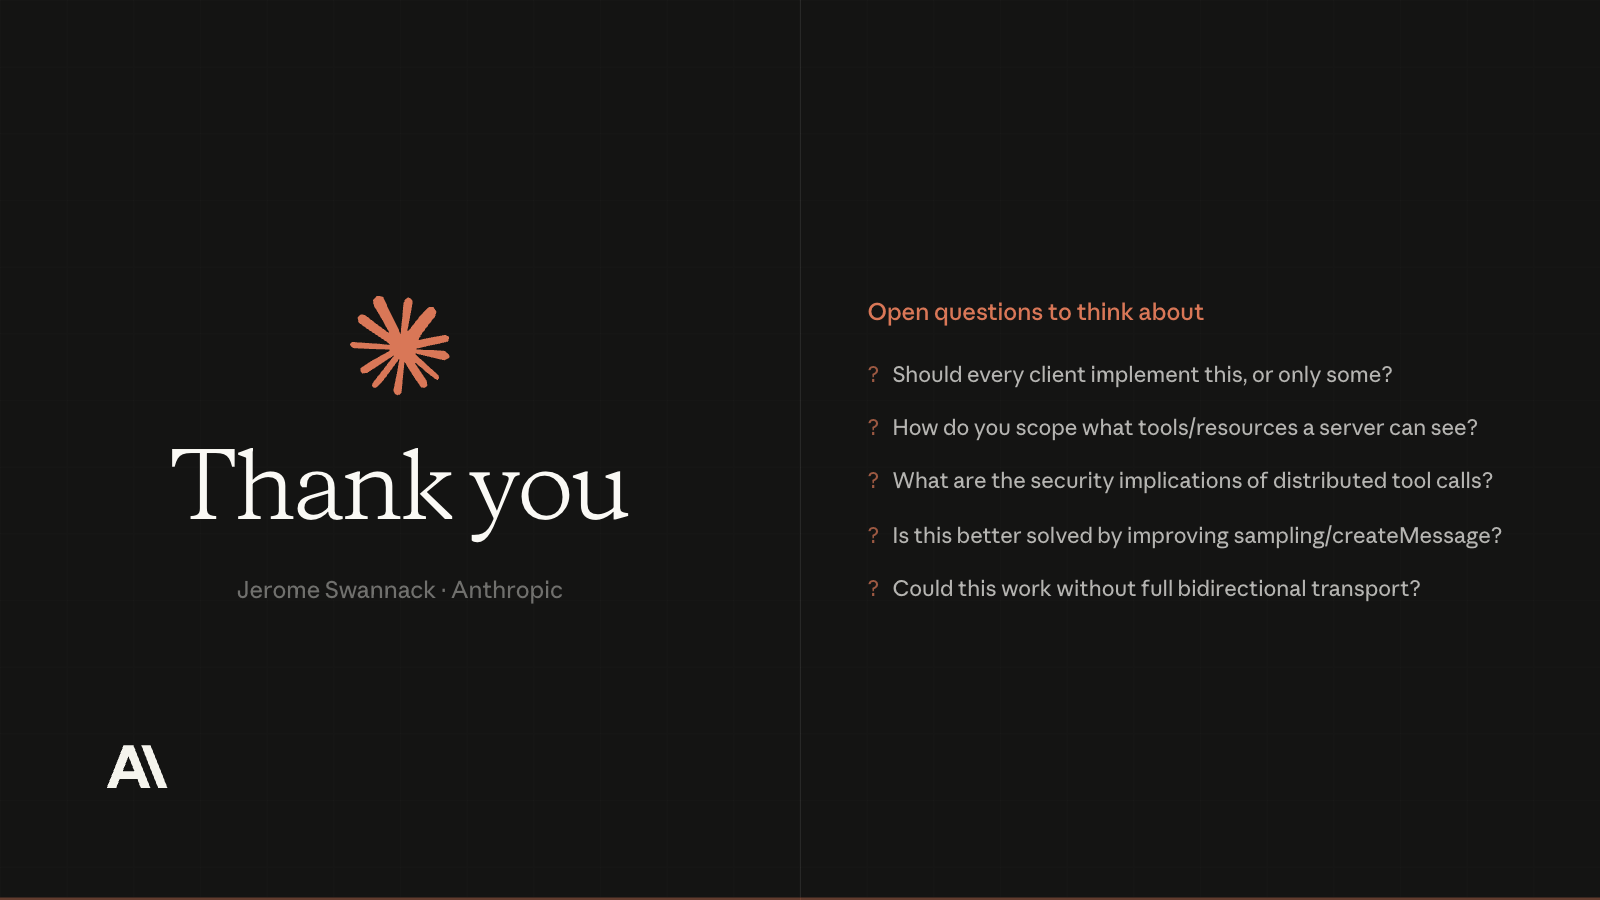 Thank you
Jerome Swannack · Anthropic
A\
Open questions to think about
? Should every client implement this, or only some?
? How do you scope what tools/resources a server can see?
? What are the security implications of distributed tool calls?
? Is this better solved by improving sampling/createMessage?
? Could this work without full bidirectional transport?